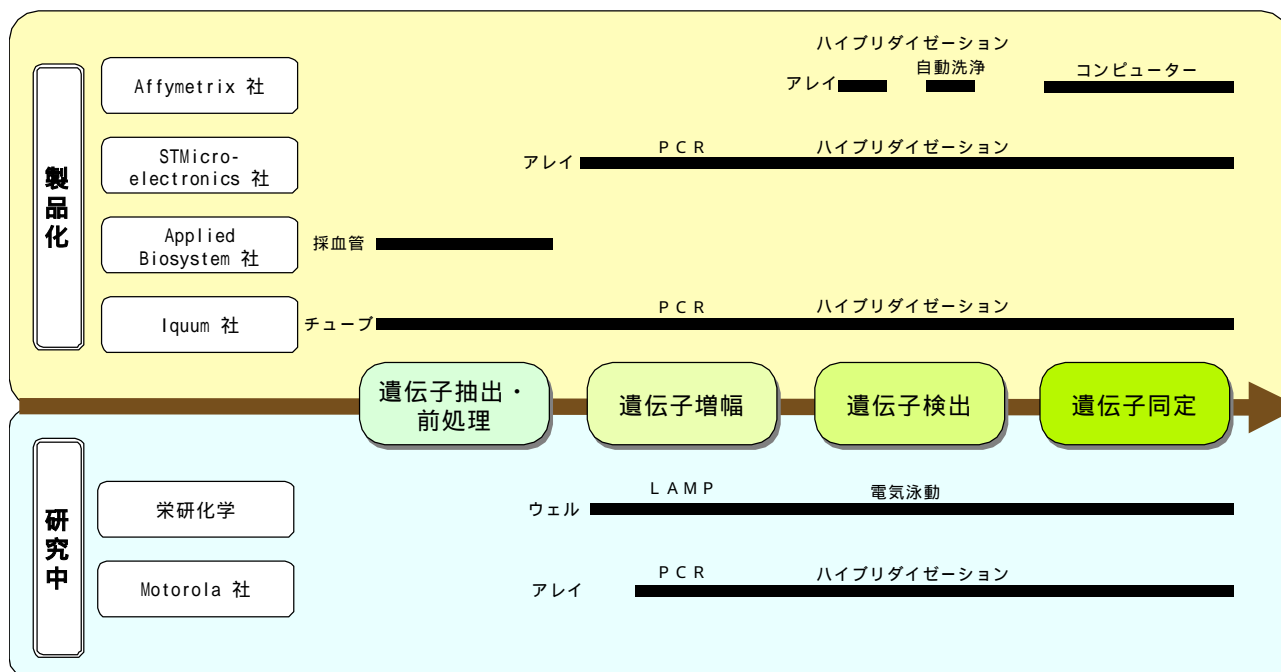 製品化
Affymetrix 社
アレイ
ハイブリダイゼーション
自動洗浄
コンピューター
STMicro-
electronics 社
アレイ
ＰＣＲ
ハイブリダイゼーション
Applied
Biosystem 社
採血管
Iquum 社
チューブ
ＰＣＲ
ハイブリダイゼーション
遺伝子抽出・
前処理
遺伝子増幅
遺伝子検出
遺伝子同定
研究中
栄研化学
ウェル
ＬＡＭＰ
電気泳動
Motorola 社
アレイ
ＰＣＲ
ハイブリダイゼーション